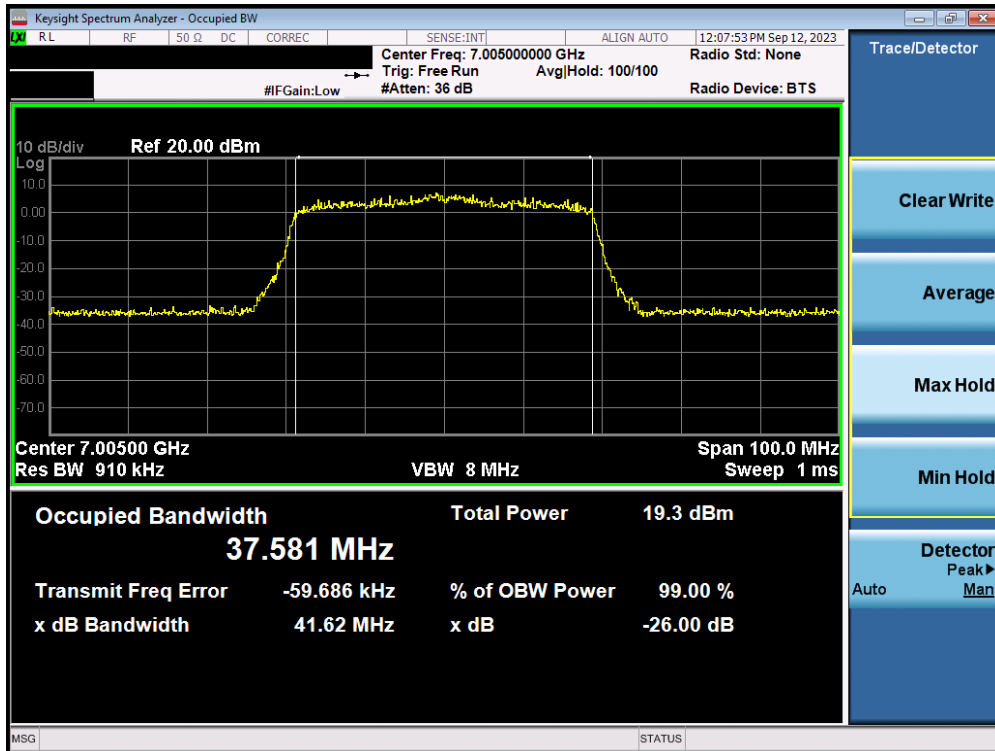 Keysight Spectrum Analyzer - Occupied BW
LXI RL RF 50 Ω DC CORREC SENSE:INT ALIGN AUTO 12:07:53 PM Sep 12, 2023
Center Freq: 7.005000000 GHz Radio Std: None
Trig: Free Run Avg|Hold: 100/100
#IFGain:Low #Atten: 36 dB Radio Device: BTS
10 dB/div Ref 20.00 dBm
Log
10.0
0.00
-10.0
-20.0
-30.0
-40.0
-50.0
-60.0
-70.0
Center 7.00500 GHz Span 100.0 MHz
Res BW 910 kHz VBW 8 MHz Sweep 1 ms
Occupied Bandwidth Total Power 19.3 dBm
37.581 MHz
Transmit Freq Error -59.686 kHz % of OBW Power 99.00 %
x dB Bandwidth 41.62 MHz x dB -26.00 dB
MSG STATUS
Trace/Detector
Clear Write
Average
Max Hold
Min Hold
Detector
Peak▶
Auto Man